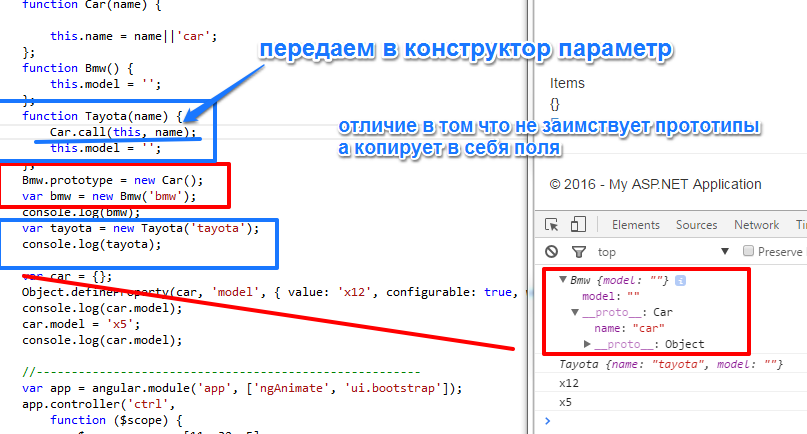 function Car(name) {
this.name = name||'car';
};
function Bmw() {
this.model = '';
};
function Tayota(name) {
Car.call(this, name);
this.model = '';
};
Bmw.prototype = new Car();
var bmw = new Bmw('bmw');
console.log(bmw);
var tayota = new Tayota('tayota');
console.log(tayota);
var car = {};
Object.defineProperty(car, 'model', { value: 'x12', configurable: true,
console.log(car.model);
car.model = 'x5';
console.log(car.model);
//------------------------------------------------------
var app = angular.module('app', ['ngAnimate', 'ui.bootstrap']);
app.controller('ctrl',
function ($scope) {
передаем в конструктор параметр
отличие в том что не заимствует прототипы
а копирует в себя поля
Items
{}
© 2016 - My ASP.NET Application
Elements Sources Network
top Preserve
Bmw {model: ""}
model: ""
__proto__: Car
name: "car"
__proto__: Object
Tayota {name: "tayota", model: ""}
x12
x5